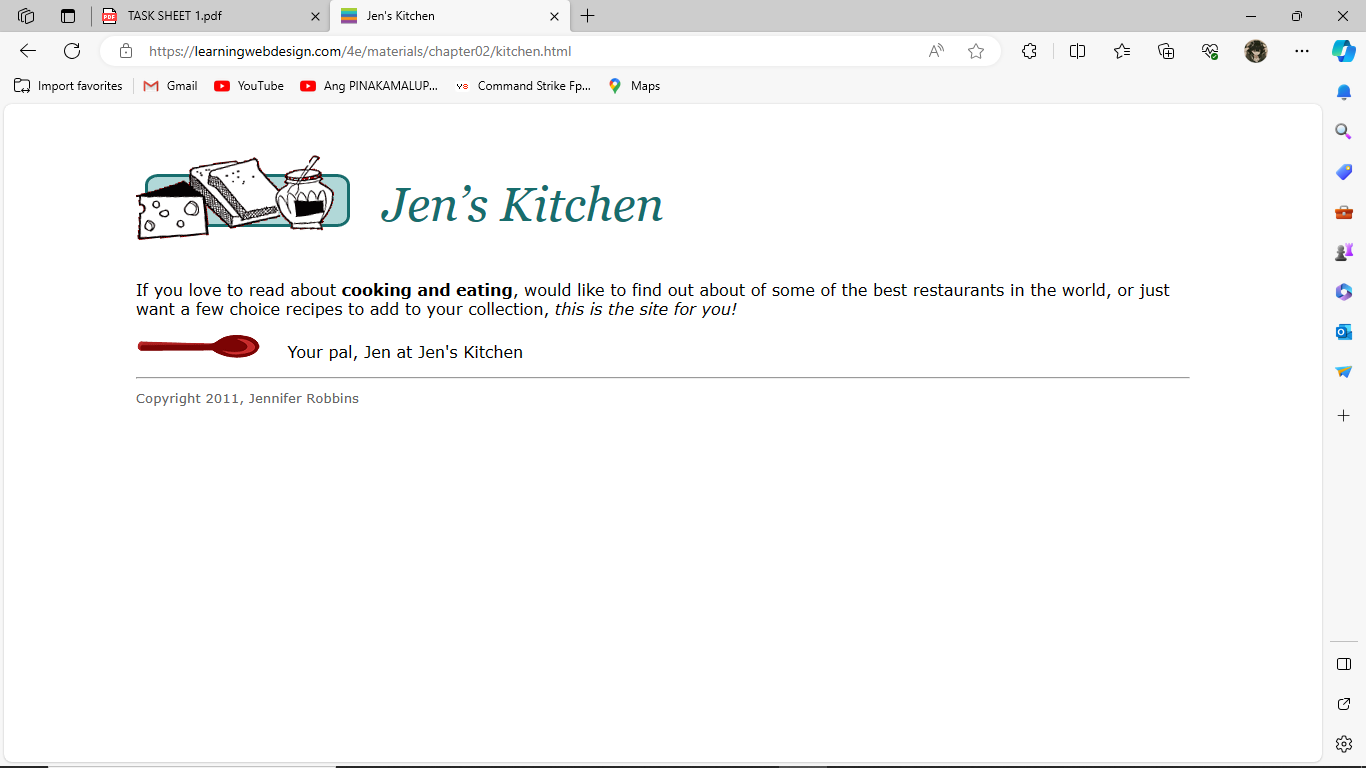 TASK SHEET 1.pdf
Jen's Kitchen
https://learningwebdesign.com/4e/materials/chapter02/kitchen.html
Import favorites
Gmail
YouTube
Ang PINAKAMALUP...
Command Strike Fp...
Maps
Jen’s Kitchen
If you love to read about cooking and eating, would like to find out about of some of the best restaurants in the world, or just
want a few choice recipes to add to your collection, this is the site for you!
Your pal, Jen at Jen's Kitchen
Copyright 2011, Jennifer Robbins